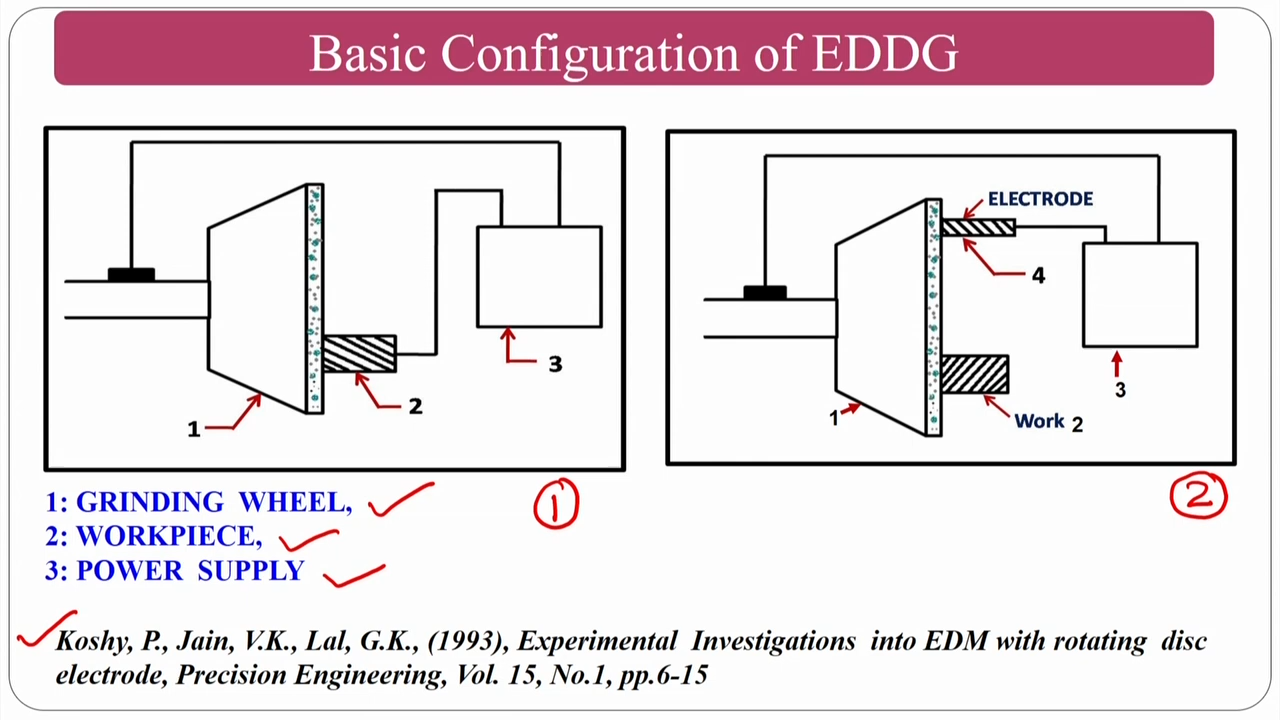 Basic Configuration of EDDG
1
2
3
ELECTRODE
4
3
1
Work 2
1: GRINDING WHEEL,
2: WORKPIECE,
3: POWER SUPPLY
1
2
Koshy, P., Jain, V.K., Lal, G.K., (1993), Experimental Investigations into EDM with rotating disc
electrode, Precision Engineering, Vol. 15, No.1, pp.6-15